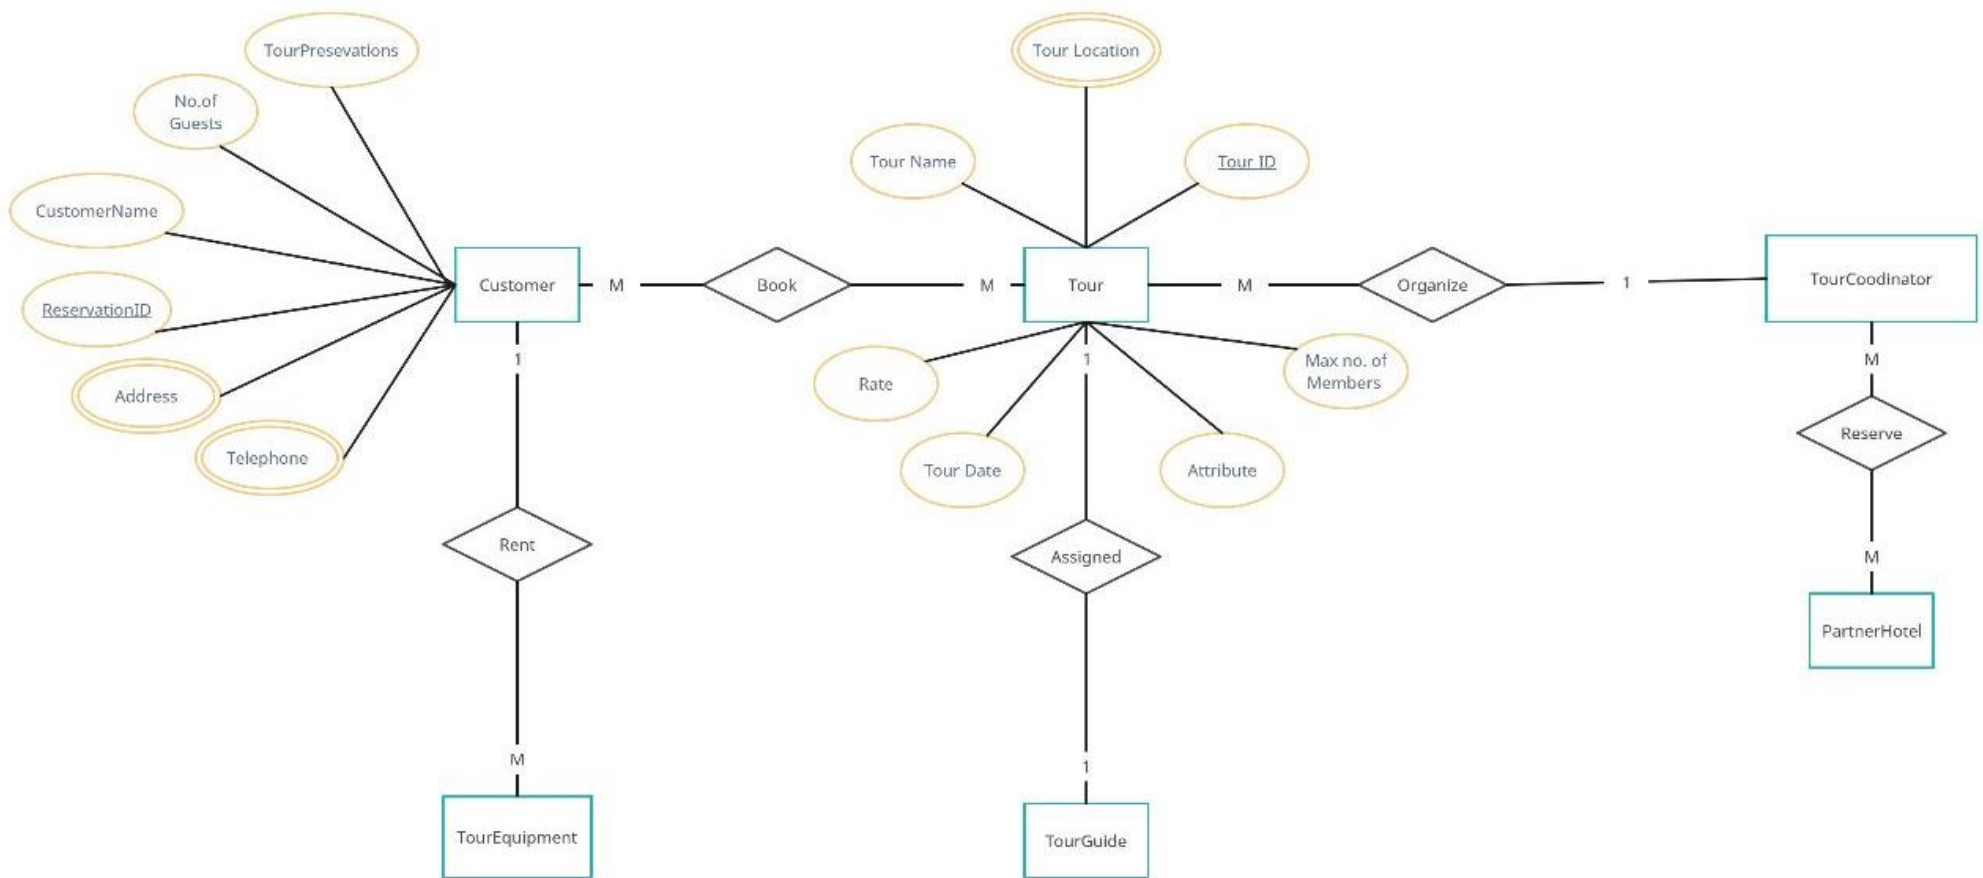 TourPresevations
Tour Location
No.of
Guests
Tour Name
Tour ID
CustomerName
Customer
M
Book
M
Tour
M
Organize
1
TourCoodinator
ReservationID
1
1
M
Rate
Max no. of
Members
Address
Reserve
Telephone
Tour Date
Attribute
Rent
Assigned
M
PartnerHotel
M
1
TourEquipment
TourGuide